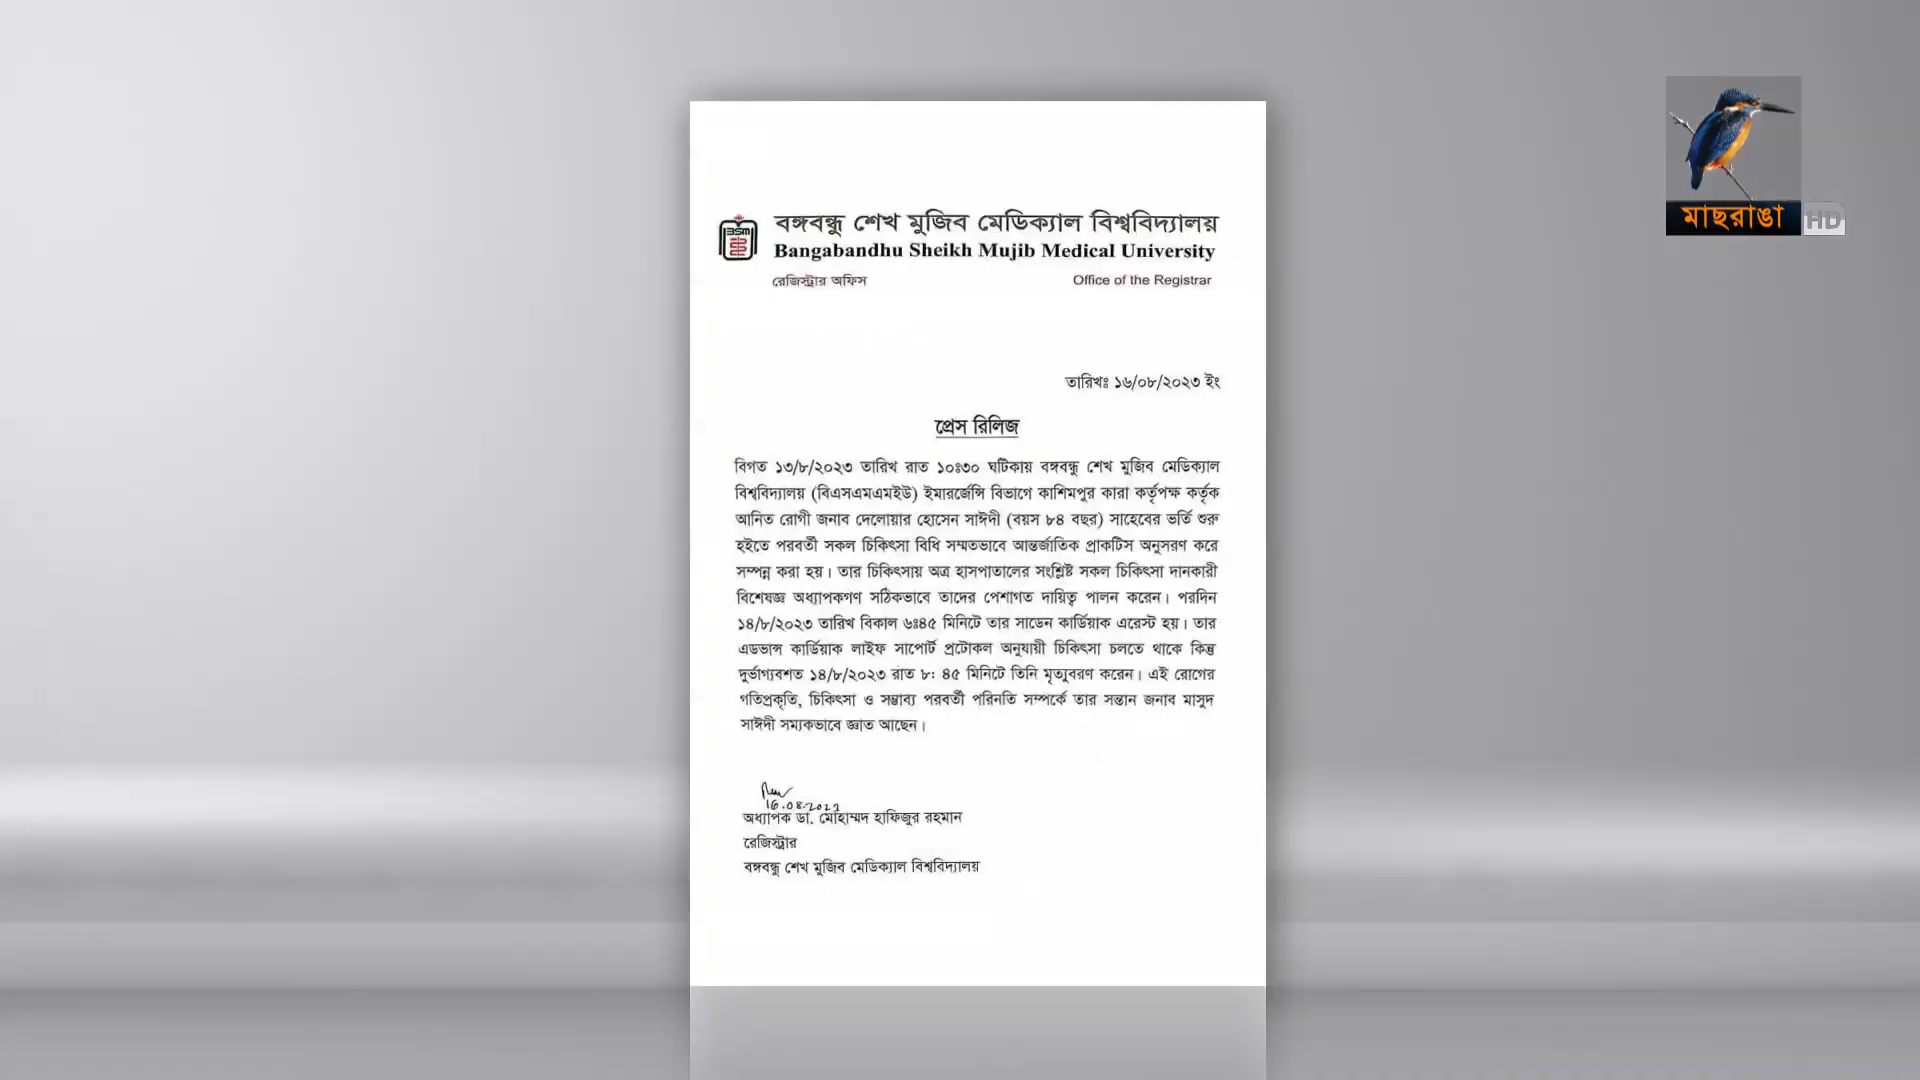 বঙ্গবন্ধু শেখ মুজিব মেডিক্যাল বিশ্ববিদ্যালয়
Bangabandhu Sheikh Mujib Medical University
রেজিস্ট্রার অফিস Office of the Registrar
তারিখঃ ১৬/০৮/২০২৩ ইং
প্রেস রিলিজ
বিগত ১৩/৮/২০২৩ তারিখ রাত ১০ঃ৩০ ঘটিকায় বঙ্গবন্ধু শেখ মুজিব মেডিক্যাল
বিশ্ববিদ্যালয় (বিএসএমএমইউ) ইমারর্জেন্সি বিভাগে কাশিমপুর কারা কর্তৃপক্ষ কর্তৃক
আনিত রোগী জনাব দেলোয়ার হোসেন সাঈদী (বয়স ৮৪ বছর) সাহেবের ভর্তি শুরু
হইতে পরবর্তী সকল চিকিৎসা বিধি সম্মতভাবে আন্তর্জাতিক প্রাকটিস অনুসরণ করে
সম্পন্ন করা হয়। তার চিকিৎসায় অত্র হাসপাতালের সংশ্লিষ্ট সকল চিকিৎসা দানকারী
বিশেষজ্ঞ অধ্যাপকগণ সঠিকভাবে তাদের পেশাগত দায়িত্ব পালন করেন। পরদিন
১৪/৮/২০২৩ তারিখ বিকাল ৬ঃ৪৫ মিনিটে তার সাডেন কার্ডিয়াক এরেস্ট হয়। তার
এডভান্স কার্ডিয়াক লাইফ সাপোর্ট প্রটোকল অনুযায়ী চিকিৎসা চলতে থাকে কিন্তু
দুর্ভাগ্যবশত ১৪/৮/২০২৩ রাত ৮: ৪৫ মিনিটে তিনি মৃত্যুবরণ করেন। এই রোগের
গতিপ্রকৃতি, চিকিৎসা ও সম্ভাব্য পরবর্তী পরিনতি সম্পর্কে তার সন্তান জনাব মাসুদ
সাঈদী সম্যকভাবে জ্ঞাত আছেন।
16.08.2023
অধ্যাপক ডা. মোহাম্মদ হাফিজুর রহমান
রেজিস্ট্রার
বঙ্গবন্ধু শেখ মুজিব মেডিক্যাল বিশ্ববিদ্যালয়
মাছরাঙা HD